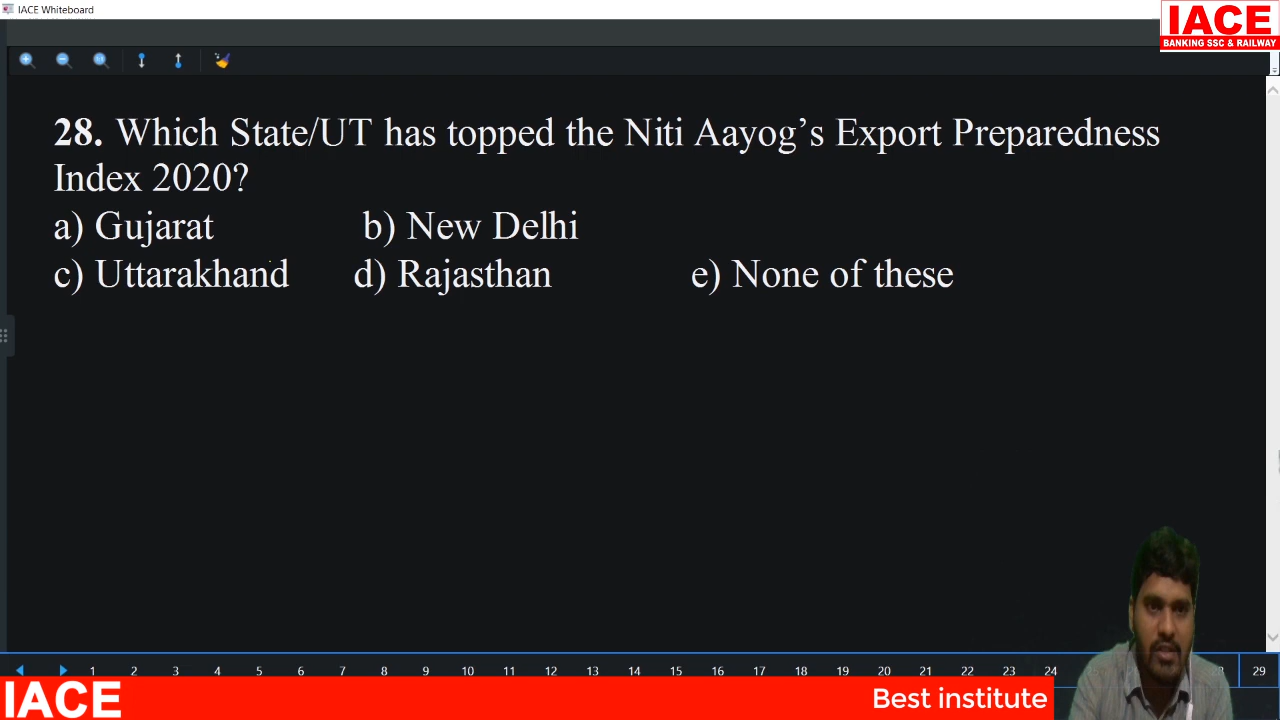 IACE Whiteboard
IACE
BANKING SSC & RAILWAY
28. Which State/UT has topped the Niti Aayog’s Export Preparedness
Index 2020?
a) Gujarat b) New Delhi
c) Uttarakhand d) Rajasthan e) None of these
1 2 3 4 5 6 7 8 9 10 11 12 13 14 15 16 17 18 19 20 21 22 23 24 29
IACE Best institute